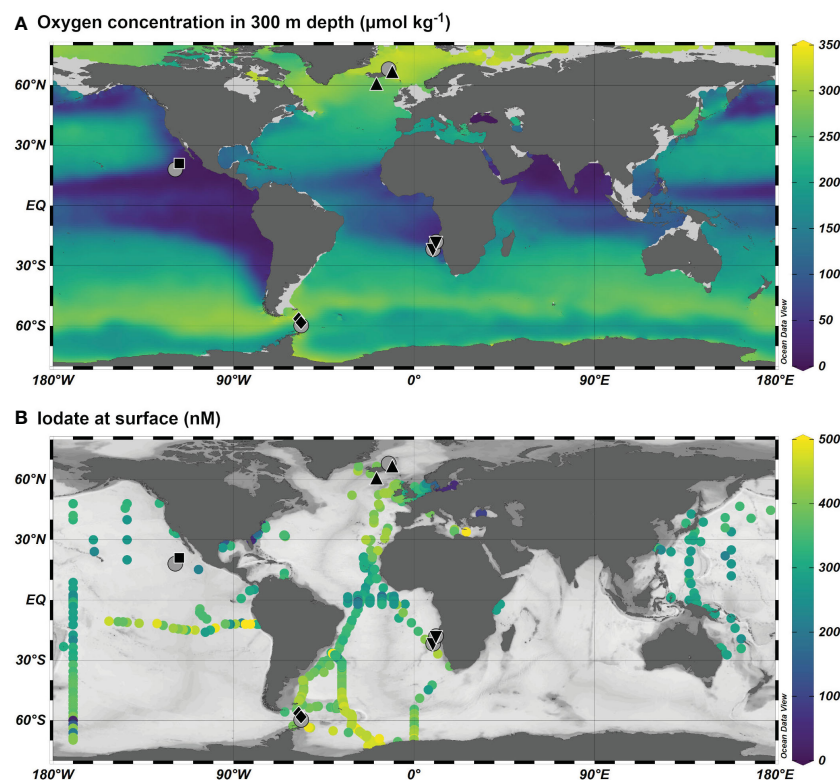 A Oxygen concentration in 300 m depth (µmol kg⁻¹)
60°N
30°N
EQ
30°S
60°S
180°W
90°W
0°
90°E
180°E
Ocean Data View
350
300
250
200
150
100
50
0
B Iodate at surface (nM)
60°N
30°N
EQ
30°S
60°S
180°W
90°W
0°
90°E
180°E
Ocean Data View
500
400
300
200
100
0